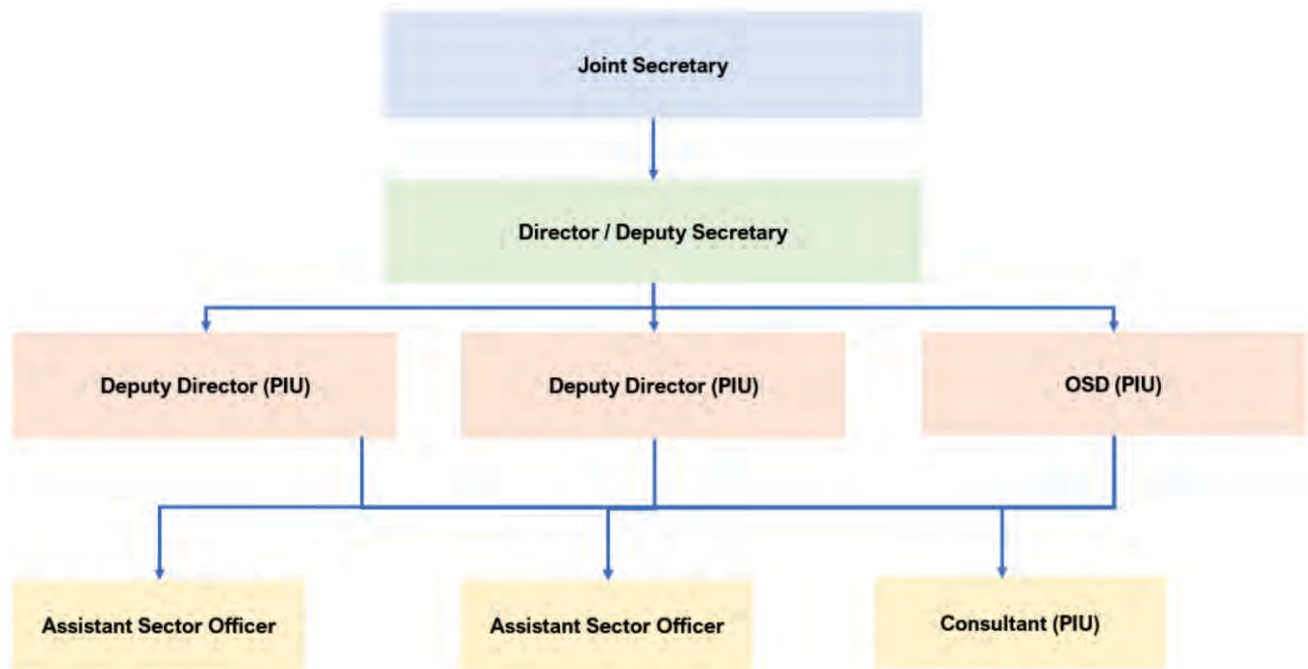 Joint Secretary
Director / Deputy Secretary
Deputy Director (PIU)
Deputy Director (PIU)
OSD (PIU)
Assistant Sector Officer
Assistant Sector Officer
Consultant (PIU)